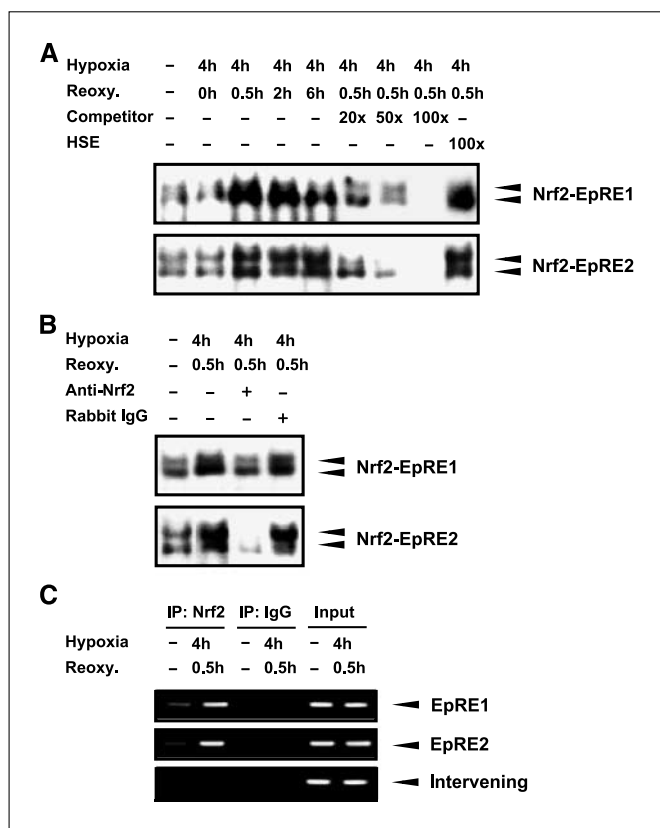 A
Hypoxia – 4h 4h 4h 4h 4h 4h 4h 4h
Reoxy. – 0h 0.5h 2h 6h 0.5h 0.5h 0.5h 0.5h
Competitor – – – – – 20x 50x 100x –
HSE – – – – – – – – 100x
Nrf2-EpRE1
Nrf2-EpRE2
B
Hypoxia – 4h 4h 4h
Reoxy. – 0.5h 0.5h 0.5h
Anti-Nrf2 – – + –
Rabbit IgG – – – +
Nrf2-EpRE1
Nrf2-EpRE2
C
IP: Nrf2 IP: IgG Input
Hypoxia – 4h – 4h – 4h
Reoxy. – 0.5h – 0.5h – 0.5h
EpRE1
EpRE2
Intervening